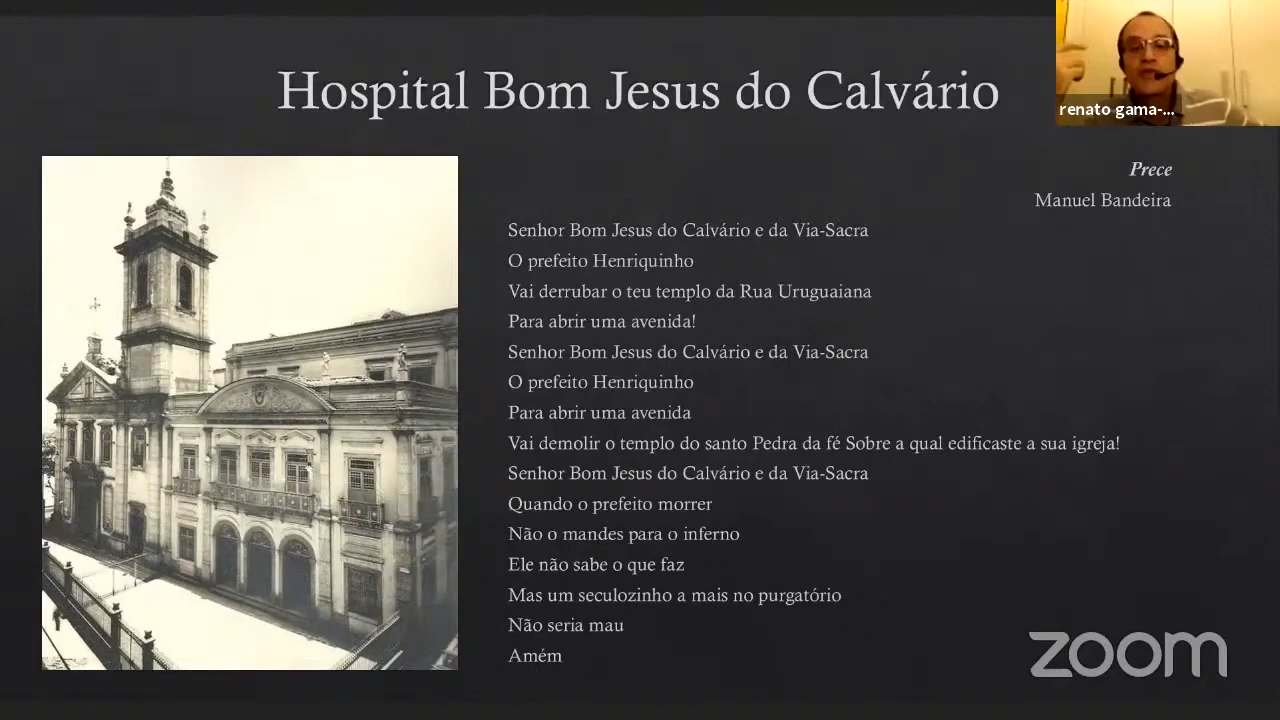 Hospital Bom Jesus do Calvário
renato gama-...
Prece
Manuel Bandeira
Senhor Bom Jesus do Calvário e da Via-Sacra
O prefeito Henriquinho
Vai derrubar o teu templo da Rua Uruguaiana
Para abrir uma avenida!
Senhor Bom Jesus do Calvário e da Via-Sacra
O prefeito Henriquinho
Para abrir uma avenida
Vai demolir o templo do santo Pedra da fé Sobre a qual edificaste a sua igreja!
Senhor Bom Jesus do Calvário e da Via-Sacra
Quando o prefeito morrer
Não o mandes para o inferno
Ele não sabe o que faz
Mas um seculozinho a mais no purgatório
Não seria mau
Amém
zoom